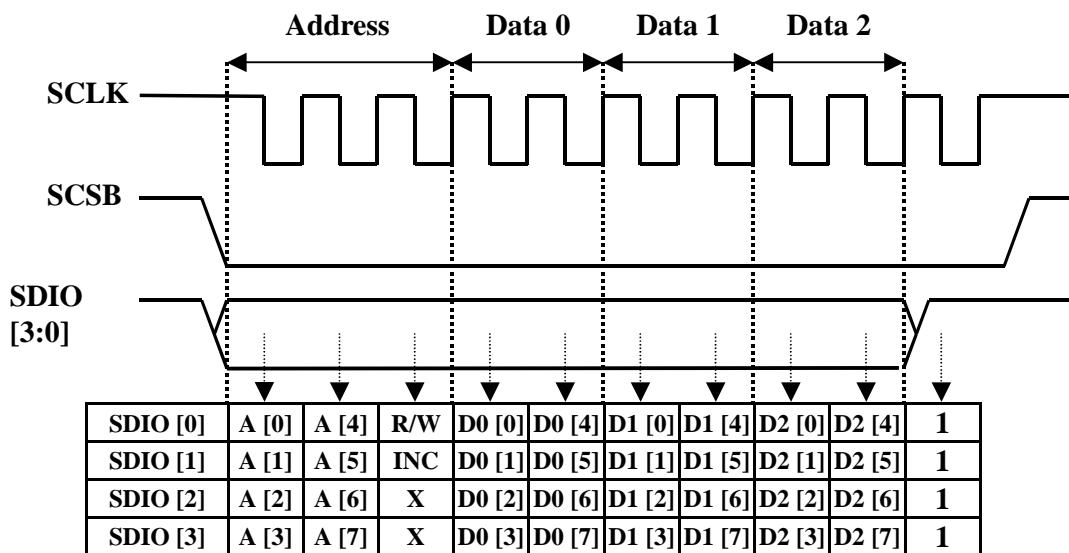 Address Data 0 Data 1 Data 2
SCLK
SCSB
SDIO
[3:0]
SDIO [0] A [0] A [4] R/W D0 [0] D0 [4] D1 [0] D1 [4] D2 [0] D2 [4] 1
SDIO [1] A [1] A [5] INC D0 [1] D0 [5] D1 [1] D1 [5] D2 [1] D2 [5] 1
SDIO [2] A [2] A [6] X D0 [2] D0 [6] D1 [2] D1 [6] D2 [2] D2 [6] 1
SDIO [3] A [3] A [7] X D0 [3] D0 [7] D1 [3] D1 [7] D2 [3] D2 [7] 1